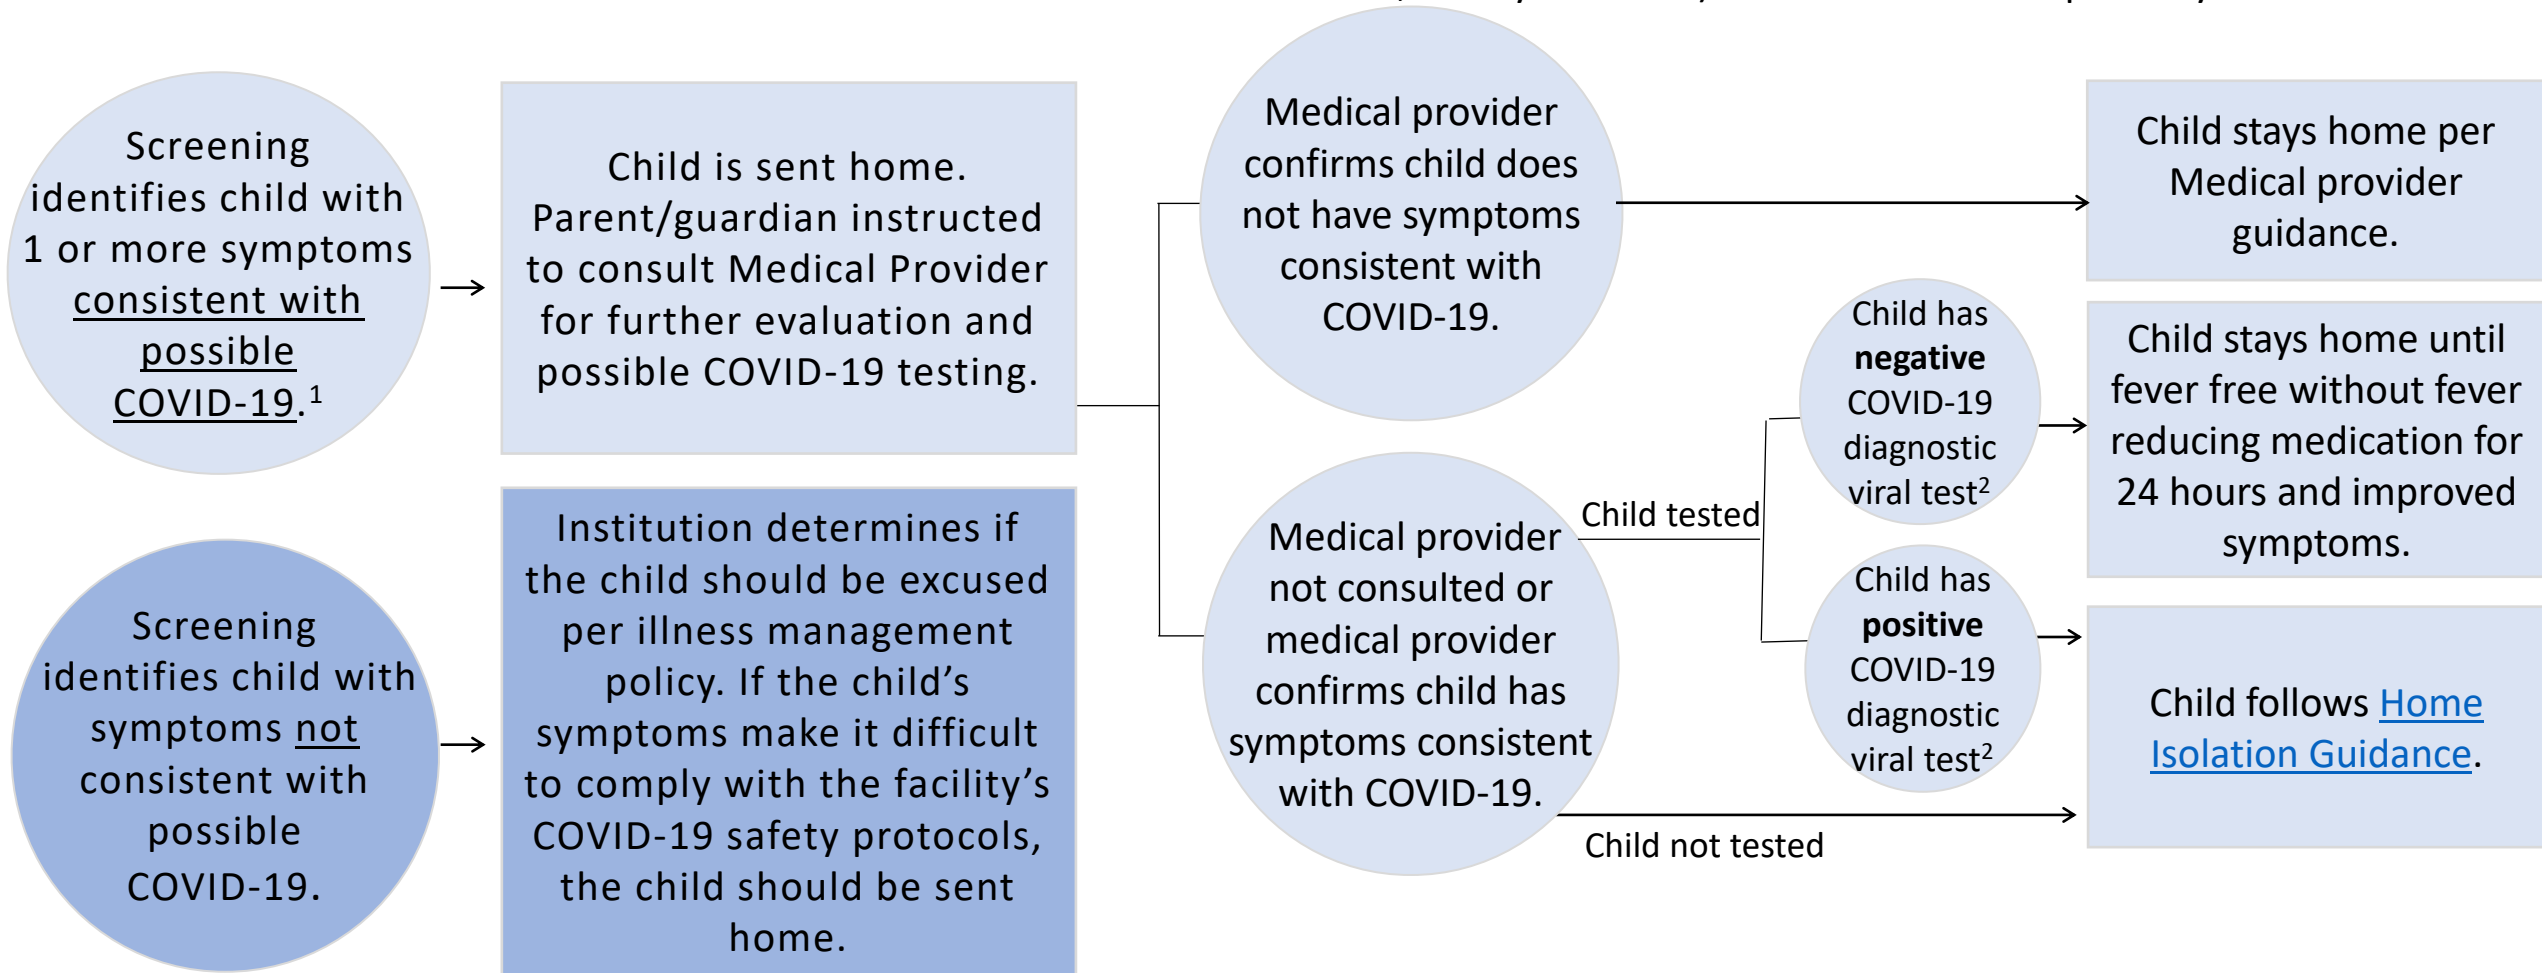 Screening
identifies child with
1 or more symptoms
consistent with
possible
COVID-19.1
Child is sent home.
Parent/guardian instructed
to consult Medical Provider
for further evaluation and
possible COVID-19 testing.
Medical provider
confirms child does
not have symptoms
consistent with
COVID-19.
Child stays home per
Medical provider
guidance.
Medical provider
not consulted or
medical provider
confirms child has
symptoms consistent
with COVID-19.
Child tested
Child has
negative
COVID-19
diagnostic
viral test2
Child stays home until
fever free without fever
reducing medication for
24 hours and improved
symptoms.
Child has
positive
COVID-19
diagnostic
viral test2
Child not tested
Child follows Home
Isolation Guidance.
Screening
identifies child with
symptoms not
consistent with
possible
COVID-19.
Institution determines if
the child should be excused
per illness management
policy. If the child’s
symptoms make it difficult
to comply with the facility’s
COVID-19 safety protocols,
the child should be sent
home.